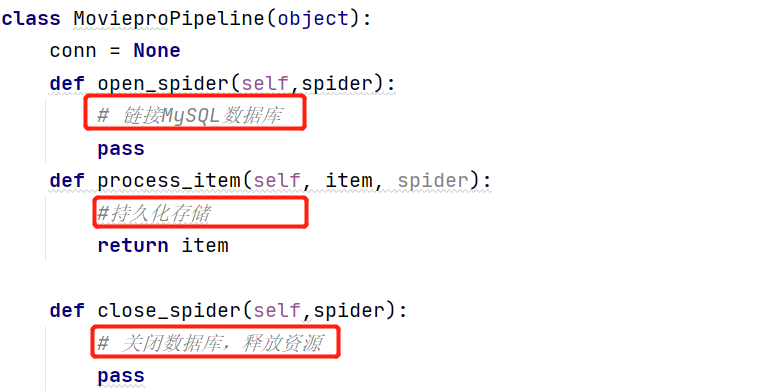 class MovieproPipeline(object):
    conn = None
    def open_spider(self,spider):
        # 链接MySQL数据库
        pass
    def process_item(self, item, spider):
        #持久化存储
        return item

    def close_spider(self,spider):
        # 关闭数据库，释放资源
        pass